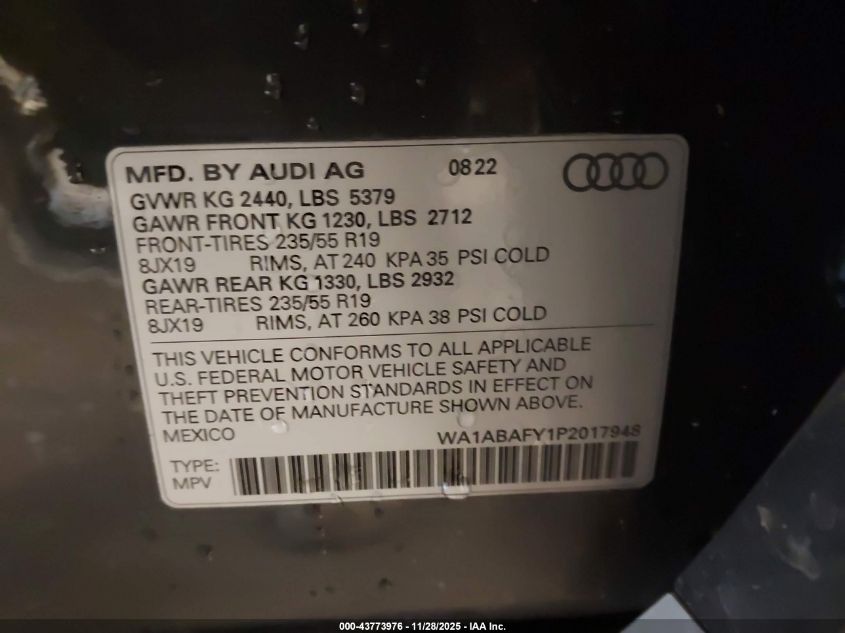 MFD. BY AUDI AG 08 22
GVWR KG 2440, LBS 5379
GAWR FRONT KG 1230, LBS 2712
FRONT-TIRES 235/55 R19
8JX19 RIMS, AT 240 KPA 35 PSI COLD
GAWR REAR KG 1330, LBS 2932
REAR-TIRES 235/55 R19
8JX19 RIMS, AT 260 KPA 38 PSI COLD
THIS VEHICLE CONFORMS TO ALL APPLICABLE
U.S. FEDERAL MOTOR VEHICLE SAFETY AND
THEFT PREVENTION STANDARDS IN EFFECT ON
THE DATE OF MANUFACTURE SHOWN ABOVE.
MEXICO WA1ABAFY1P2017948
TYPE:
MPV
000-43773976 - 11/28/2025 - IAA Inc.